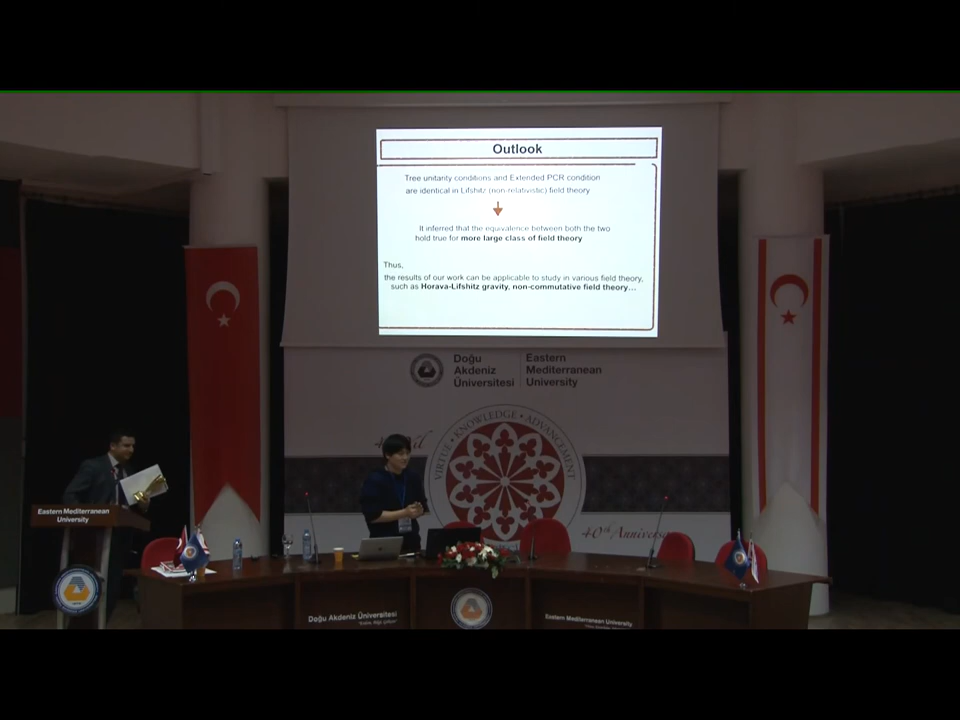 Outlook
Tree unitarity conditions and Extended PCR condition
are identical in Lifshitz (non-relativistic) field theory
It inferred that the equivalence between both the two
hold true for more large class of field theory
Thus,
the results of our work can be applicable to study in various field theory,
such as Horava-Lifshitz gravity, non-commutative field theory…
Doğu
Akdeniz
Üniversitesi
Eastern
Mediterranean
University
VIRTUE • KNOWLEDGE • ADVANCEMENT
40th Anniversa
Eastern Mediterranean
University
Doğu Akdeniz Üniversitesi
Eastern Mediterranean University